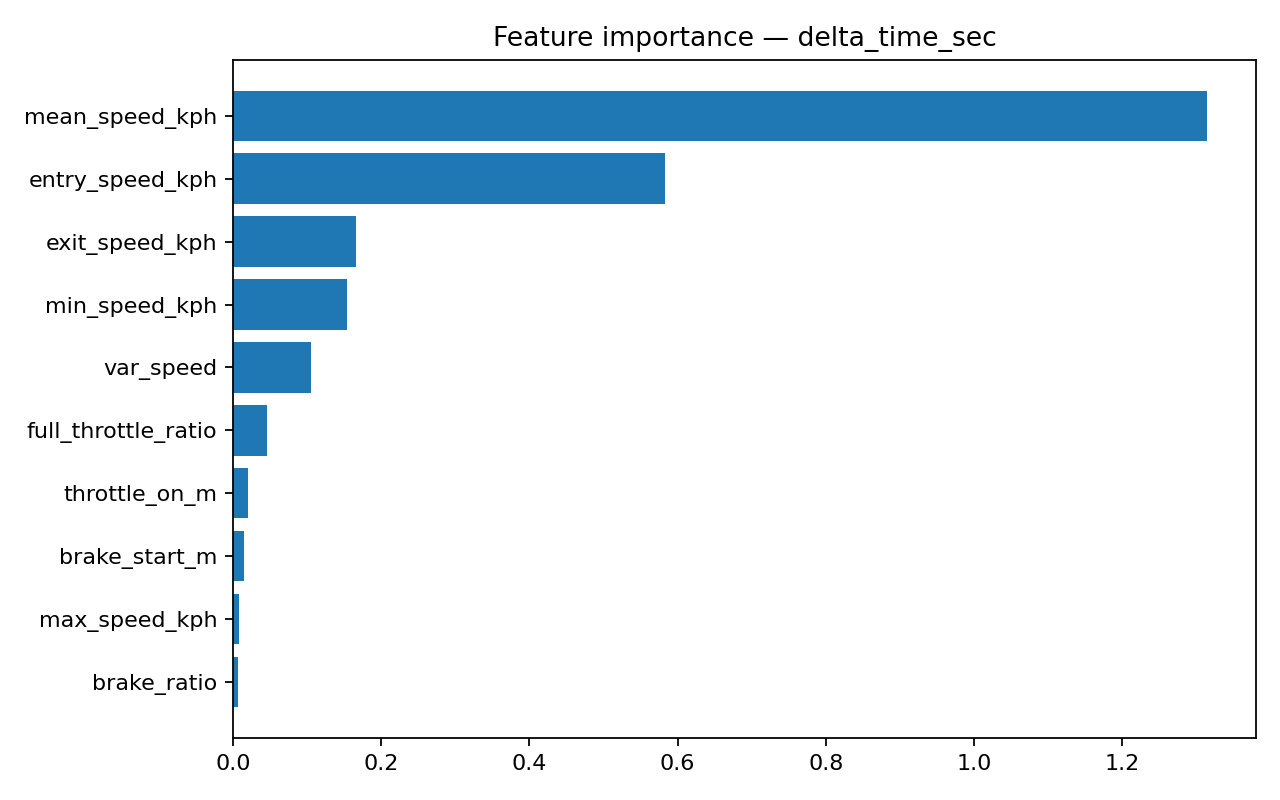 Feature importance — delta_time_sec
mean_speed_kph
entry_speed_kph
exit_speed_kph
min_speed_kph
var_speed
full_throttle_ratio
throttle_on_m
brake_start_m
max_speed_kph
brake_ratio
0.0 0.2 0.4 0.6 0.8 1.0 1.2